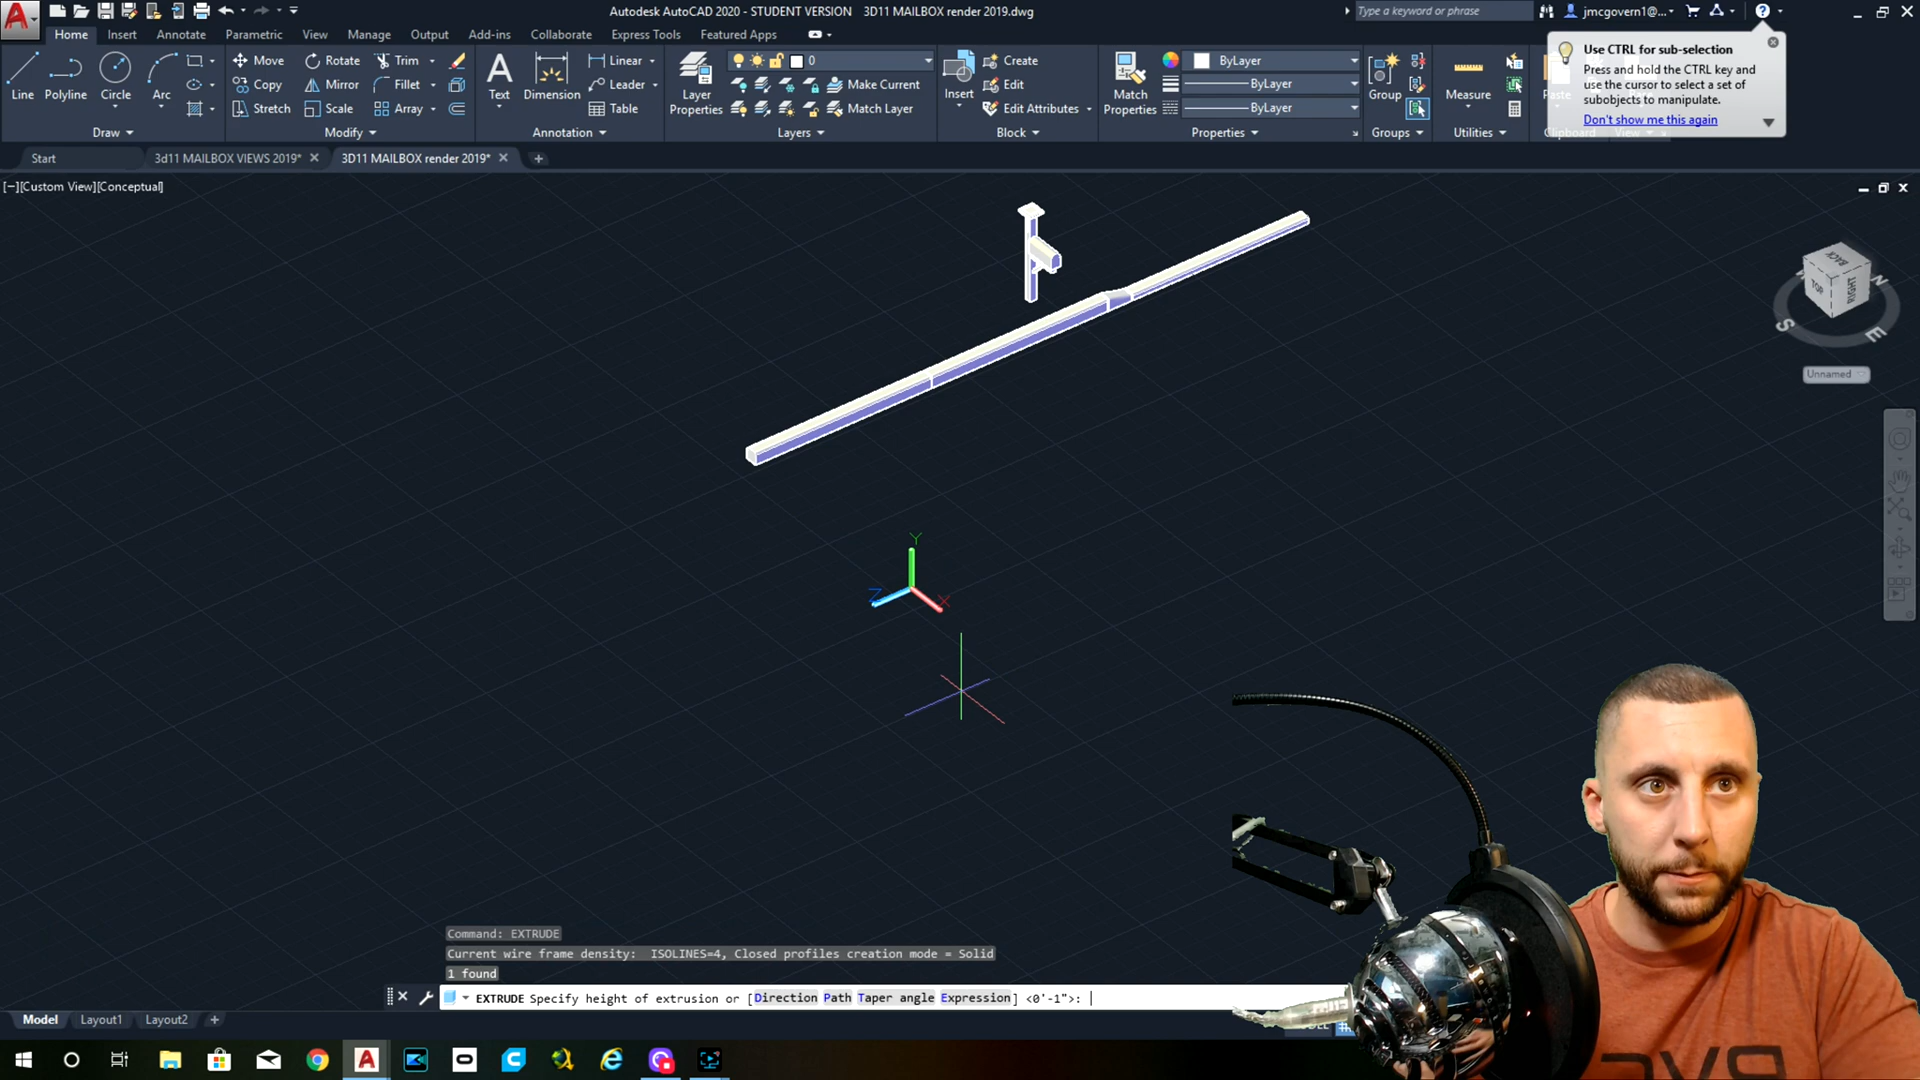 Autodesk AutoCAD 2020 - STUDENT VERSION 3D11 MAILBOX render 2019.dwg
Type a keyword or phrase
jmcgovern1@...
Home Insert Annotate Parametric View Manage Output Add-ins Collaborate Express Tools Featured Apps
Use CTRL for sub-selection
Press and hold the CTRL key and
use the cursor to select a set of
subobjects to manipulate.
Don't show me this again
Line Polyline Circle Arc
Move Rotate Trim
Copy Mirror Fillet
Stretch Scale Array
Text Dimension
Linear
Leader
Table
Layer
Properties
0
Make Current
Match Layer
Insert
Create
Edit
Edit Attributes
Match
Properties
ByLayer
ByLayer
ByLayer
Group
Measure
Paste
Draw Modify Annotation Layers Block Properties Groups Utilities Clipboard View
Start 3d11 MAILBOX VIEWS 2019* 3D11 MAILBOX render 2019*
[−][Custom View][Conceptual]
BACK
TOP
RIGHT
N
S
E
Unnamed
Y
Z
X
Command: EXTRUDE
Current wire frame density: ISOLINES=4, Closed profiles creation mode = Solid
1 found
EXTRUDE Specify height of extrusion or [Direction Path Taper angle Expression] <0'-1">:
Model Layout1 Layout2